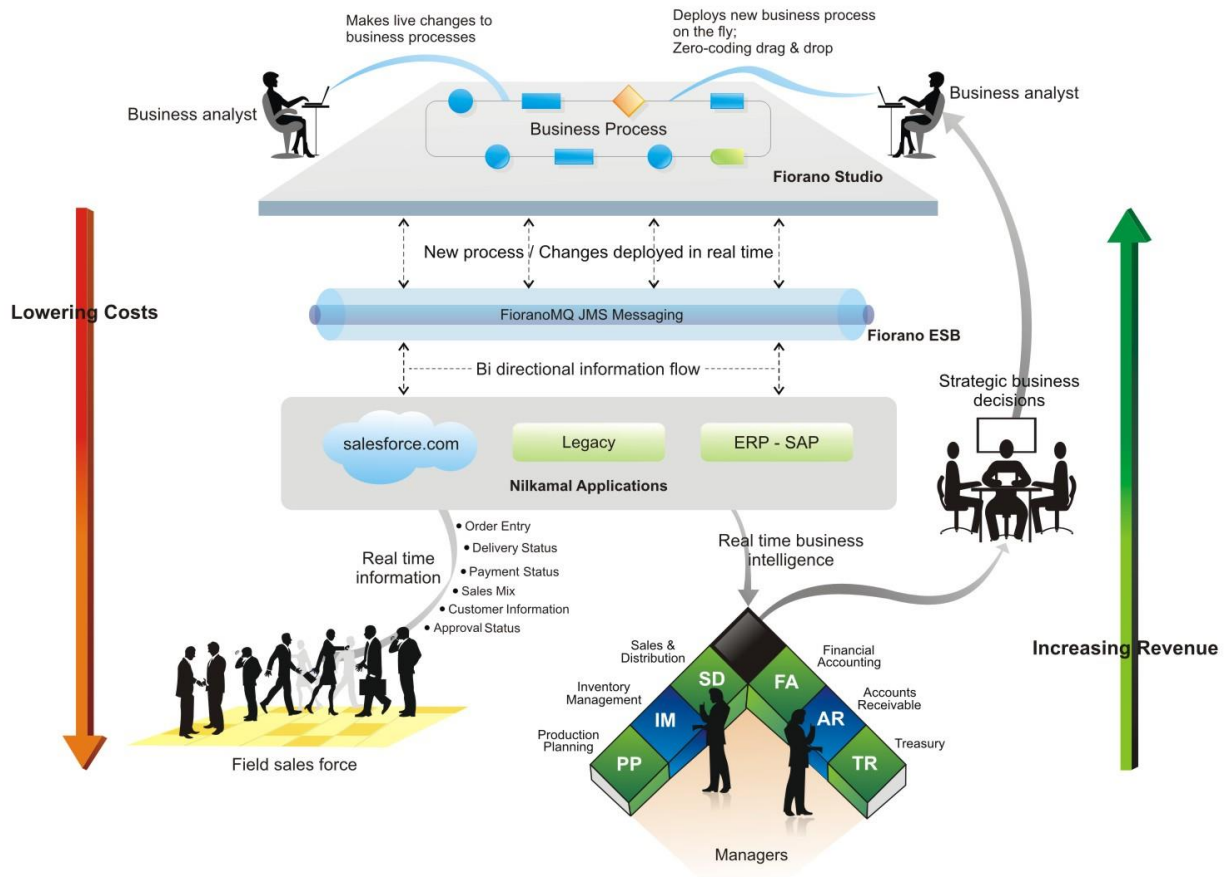 Makes live changes to
business processes
Deploys new business process
on the fly;
Zero-coding drag & drop
Business analyst
Business analyst
Business Process
Fiorano Studio
New process / Changes deployed in real time
Lowering Costs
FioranoMQ JMS Messaging
Fiorano ESB
Bi directional information flow
Strategic business
decisions
salesforce.com
Legacy
ERP - SAP
Nilkamal Applications
Real time
information
• Order Entry
• Delivery Status
• Payment Status
• Sales Mix
• Customer Information
• Approval Status
Real time business
intelligence
Increasing Revenue
Sales &
Distribution
Financial
Accounting
SD
FA
Inventory
Management
Accounts
Receivable
IM
AR
Production
Planning
Treasury
PP
TR
Field sales force
Managers